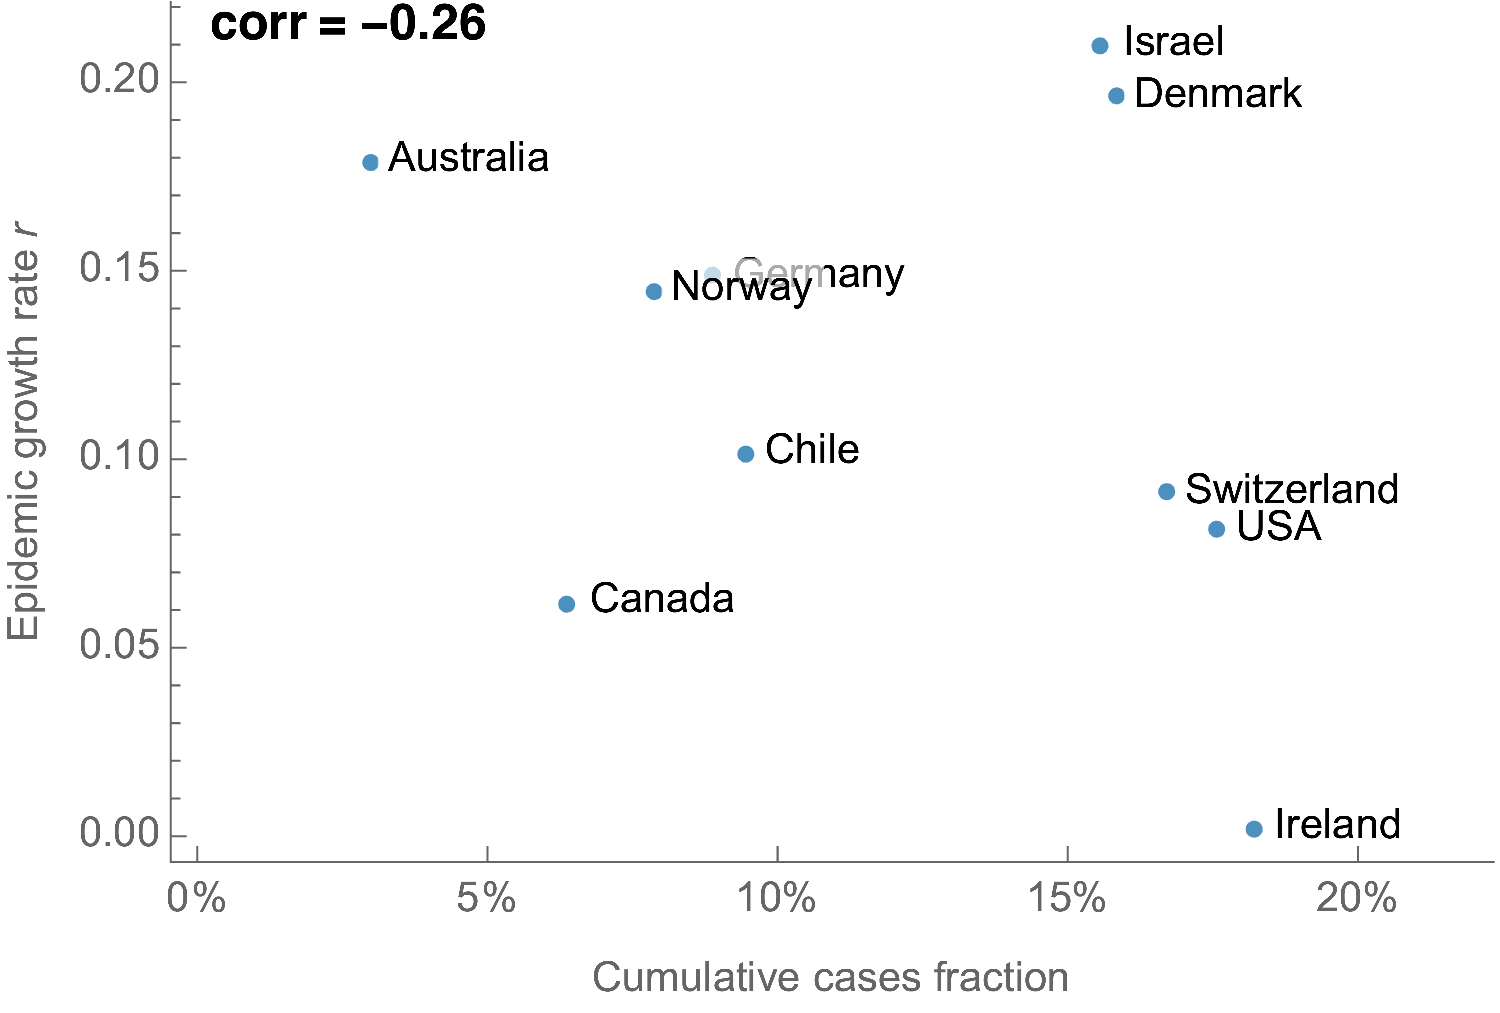 corr = −0.26
Israel
0.20
Denmark
Australia
0.15
Germany
Norway
Epidemic growth rate r
0.10
Chile
Switzerland
USA
Canada
0.05
0.00
Ireland
0% 5% 10% 15% 20%
Cumulative cases fraction